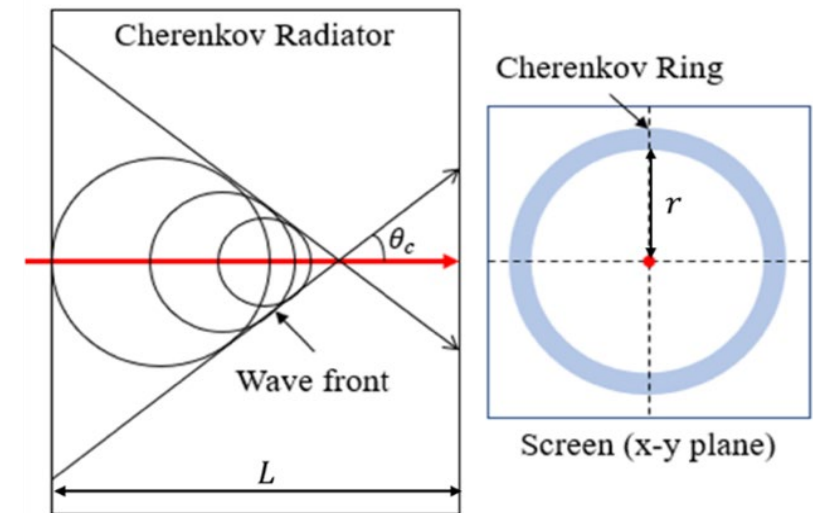 Cherenkov Radiator
Cherenkov Ring
r
θc
Wave front
L
Screen (x-y plane)